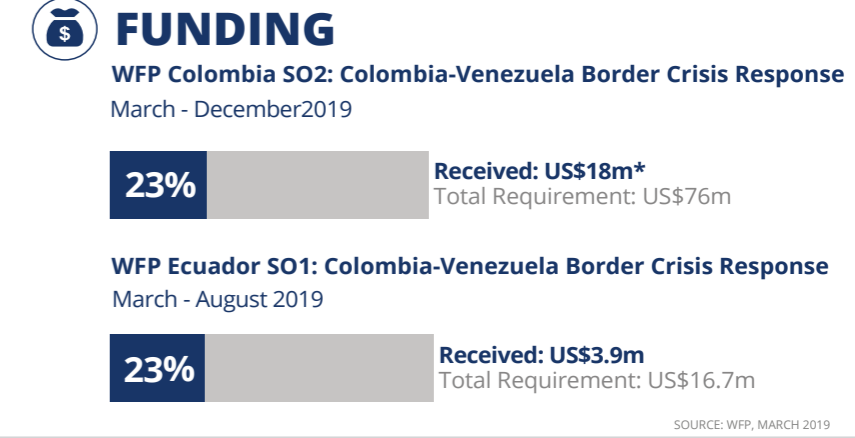 $
FUNDING
WFP Colombia SO2: Colombia-Venezuela Border Crisis Response
March - December2019
23%
Received: US$18m*
Total Requirement: US$76m
WFP Ecuador SO1: Colombia-Venezuela Border Crisis Response
March - August 2019
23%
Received: US$3.9m
Total Requirement: US$16.7m
SOURCE: WFP, MARCH 2019